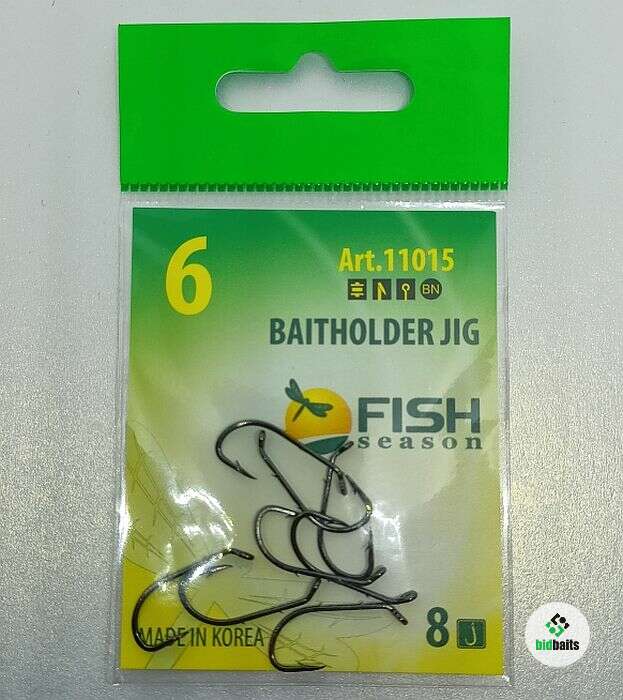 6
Art.11015
BN
BAITHOLDER JIG
FISH
season
MADE IN KOREA
8
bidbaits